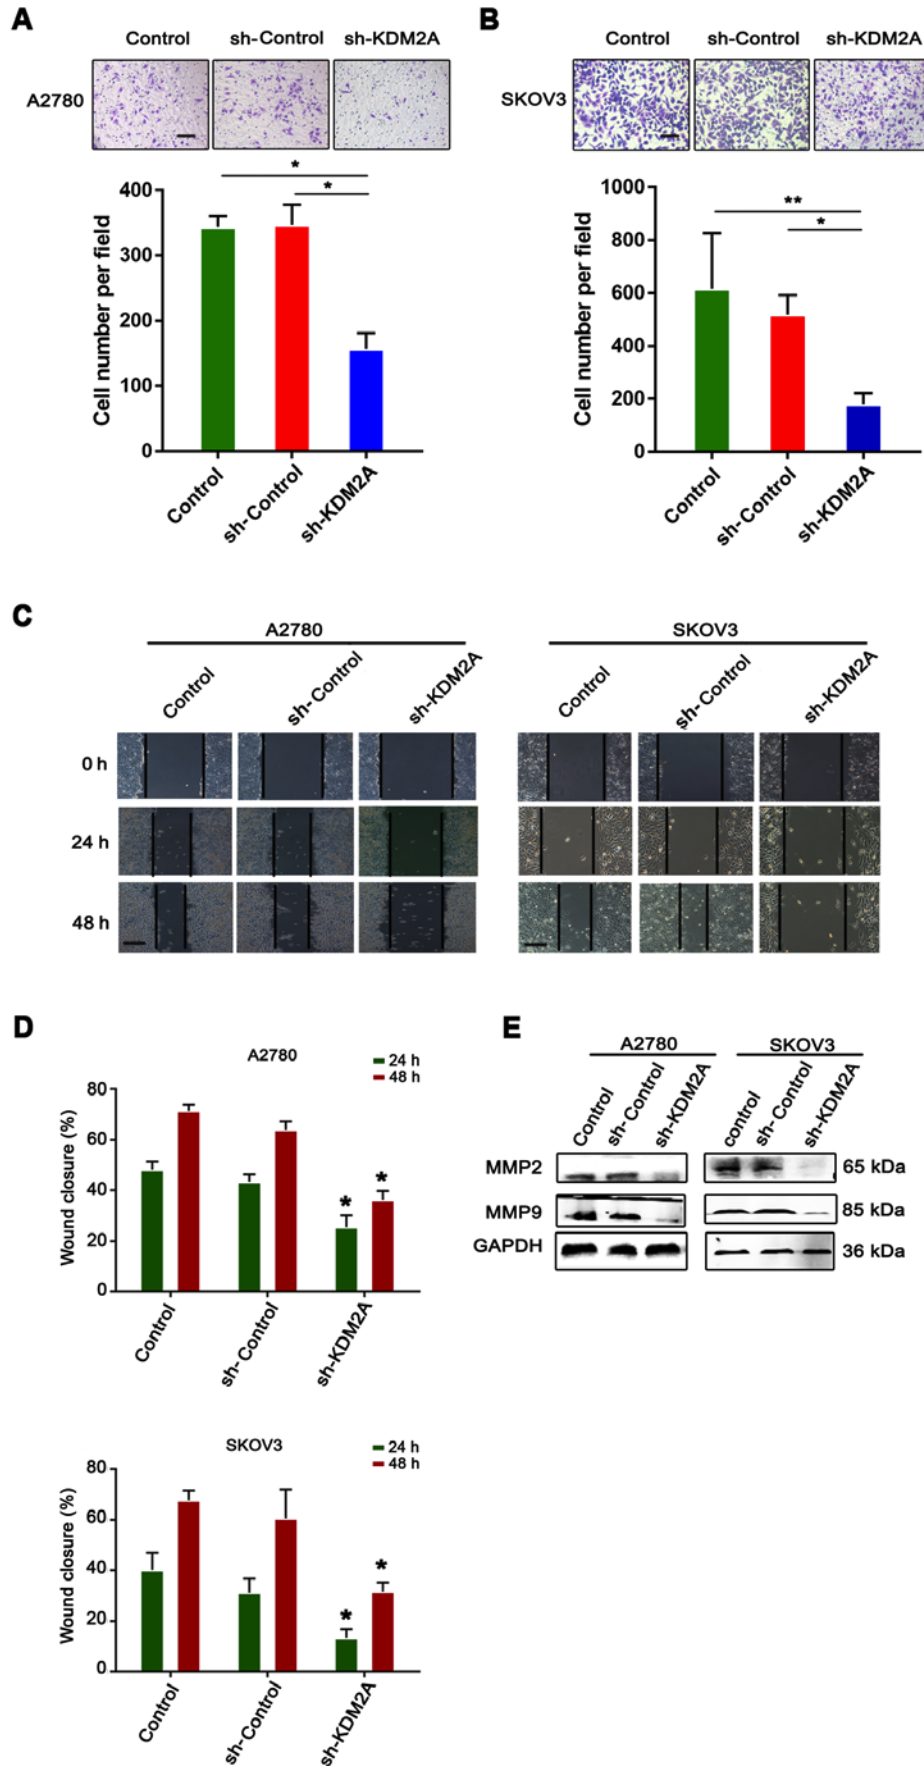 A
Control sh-Control sh-KDM2A
A2780
* 
*
Cell number per field
400
300
200
100
0
Control sh-Control sh-KDM2A
B
Control sh-Control sh-KDM2A
SKOV3
**
*
Cell number per field
1000
800
600
400
200
0
Control sh-Control sh-KDM2A
C
A2780
Control sh-Control sh-KDM2A
SKOV3
Control sh-Control sh-KDM2A
0 h
24 h
48 h
D
A2780
24 h
48 h
Wound closure (%)
80
60
40
20
0
* *
Control sh-Control sh-KDM2A
SKOV3
24 h
48 h
Wound closure (%)
80
60
40
20
0
* *
Control sh-Control sh-KDM2A
E
A2780 SKOV3
Control sh-Control sh-KDM2A control sh-Control sh-KDM2A
MMP2 65 kDa
MMP9 85 kDa
GAPDH 36 kDa